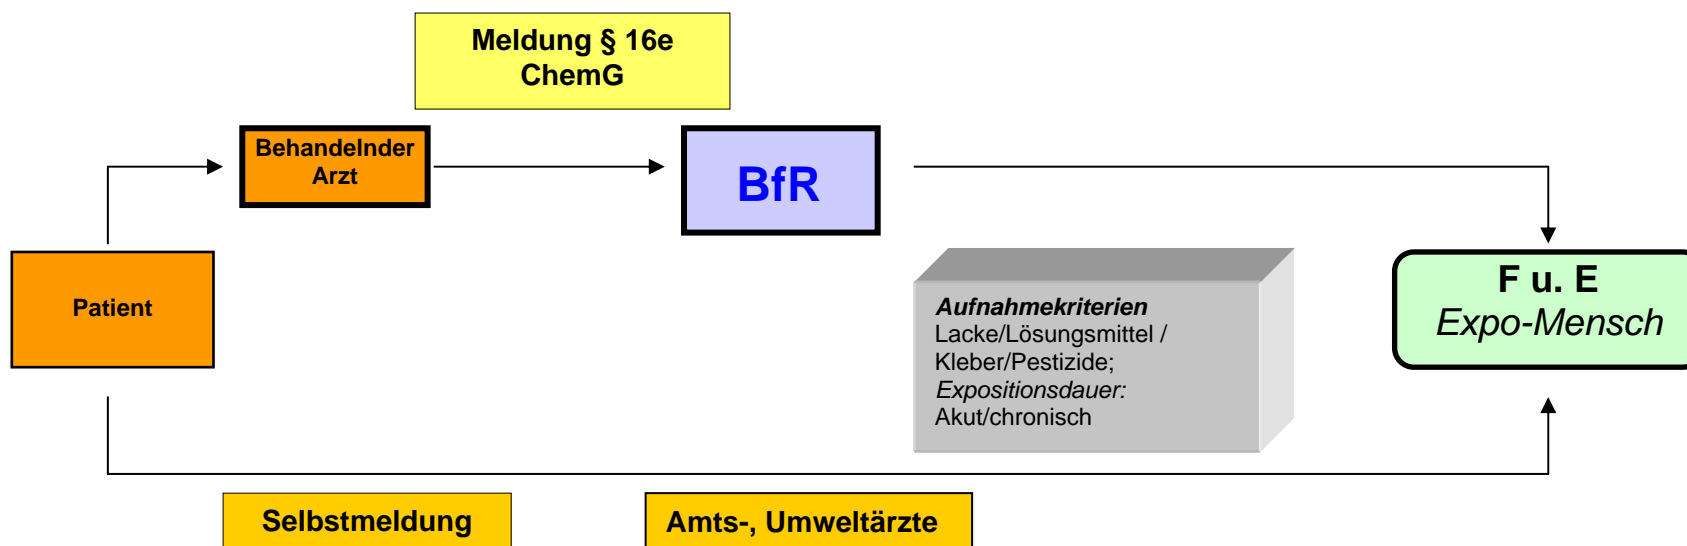 Meldung § 16e
ChemG
Behandelnder
Arzt
BfR
Patient
Aufnahmekriterien
Lacke/Lösungsmittel /
Kleber/Pestizide;
Expositionsdauer:
Akut/chronisch
F u. E
Expo-Mensch
Selbstmeldung
Amts-, Umweltärzte